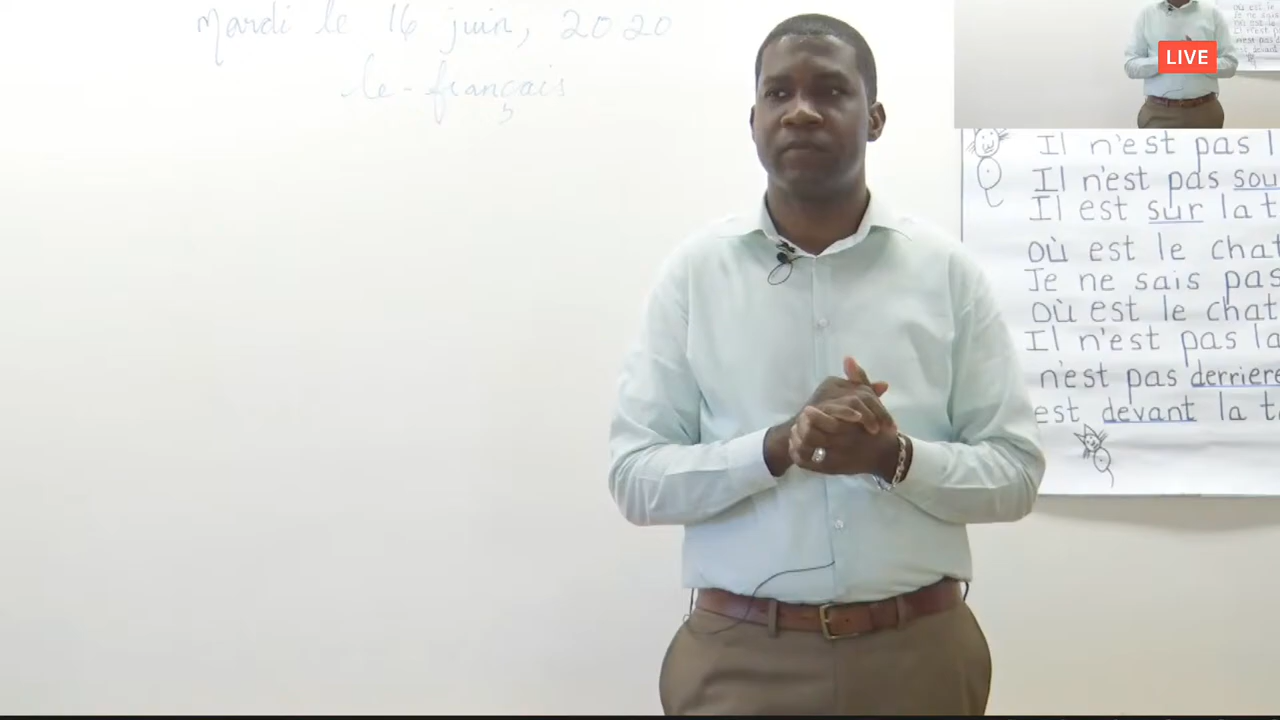 Mardi le 16 juin, 2020
le français
LIVE
Il n'est pas l
Il n'est pas sou
Il est sur la t
où est le chat
Je ne sais pas
où est le chat
Il n'est pas la
n'est pas derriere
est devant la ta